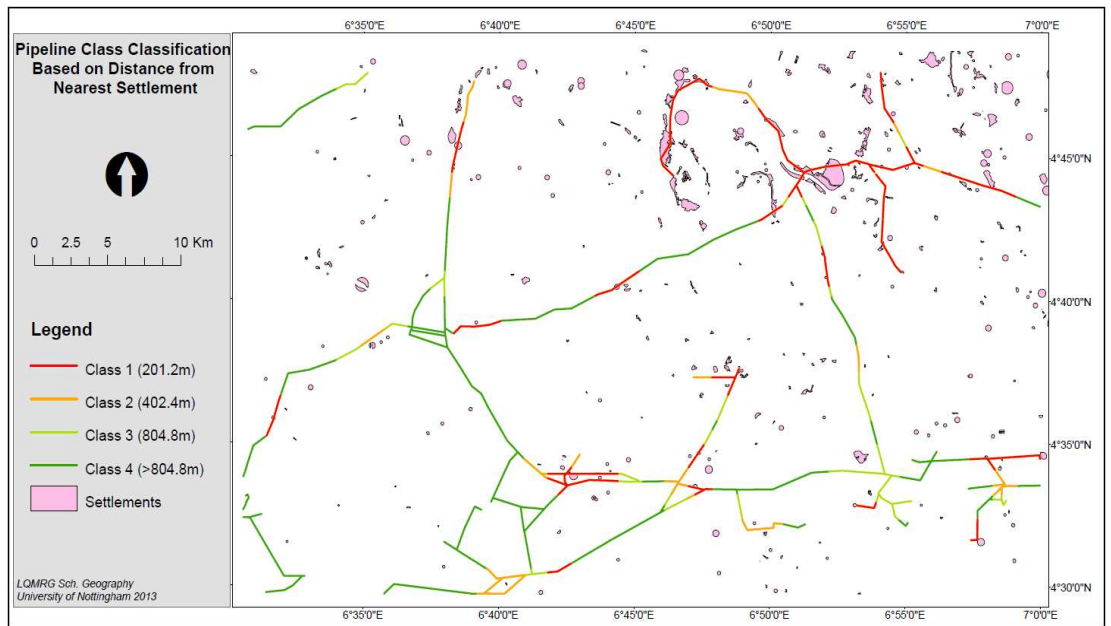 Pipeline Class Classification
Based on Distance from
Nearest Settlement
0 2.5 5 10 Km
Legend
Class 1 (201.2m)
Class 2 (402.4m)
Class 3 (804.8m)
Class 4 (>804.8m)
Settlements
LQMRG Sch. Geography
University of Nottingham 2013
6°35'0"E 6°40'0"E 6°45'0"E 6°50'0"E 6°55'0"E 7°0'0"E
4°45'0"N
4°40'0"N
4°35'0"N
4°30'0"N
6°35'0"E 6°40'0"E 6°45'0"E 6°50'0"E 6°55'0"E 7°0'0"E